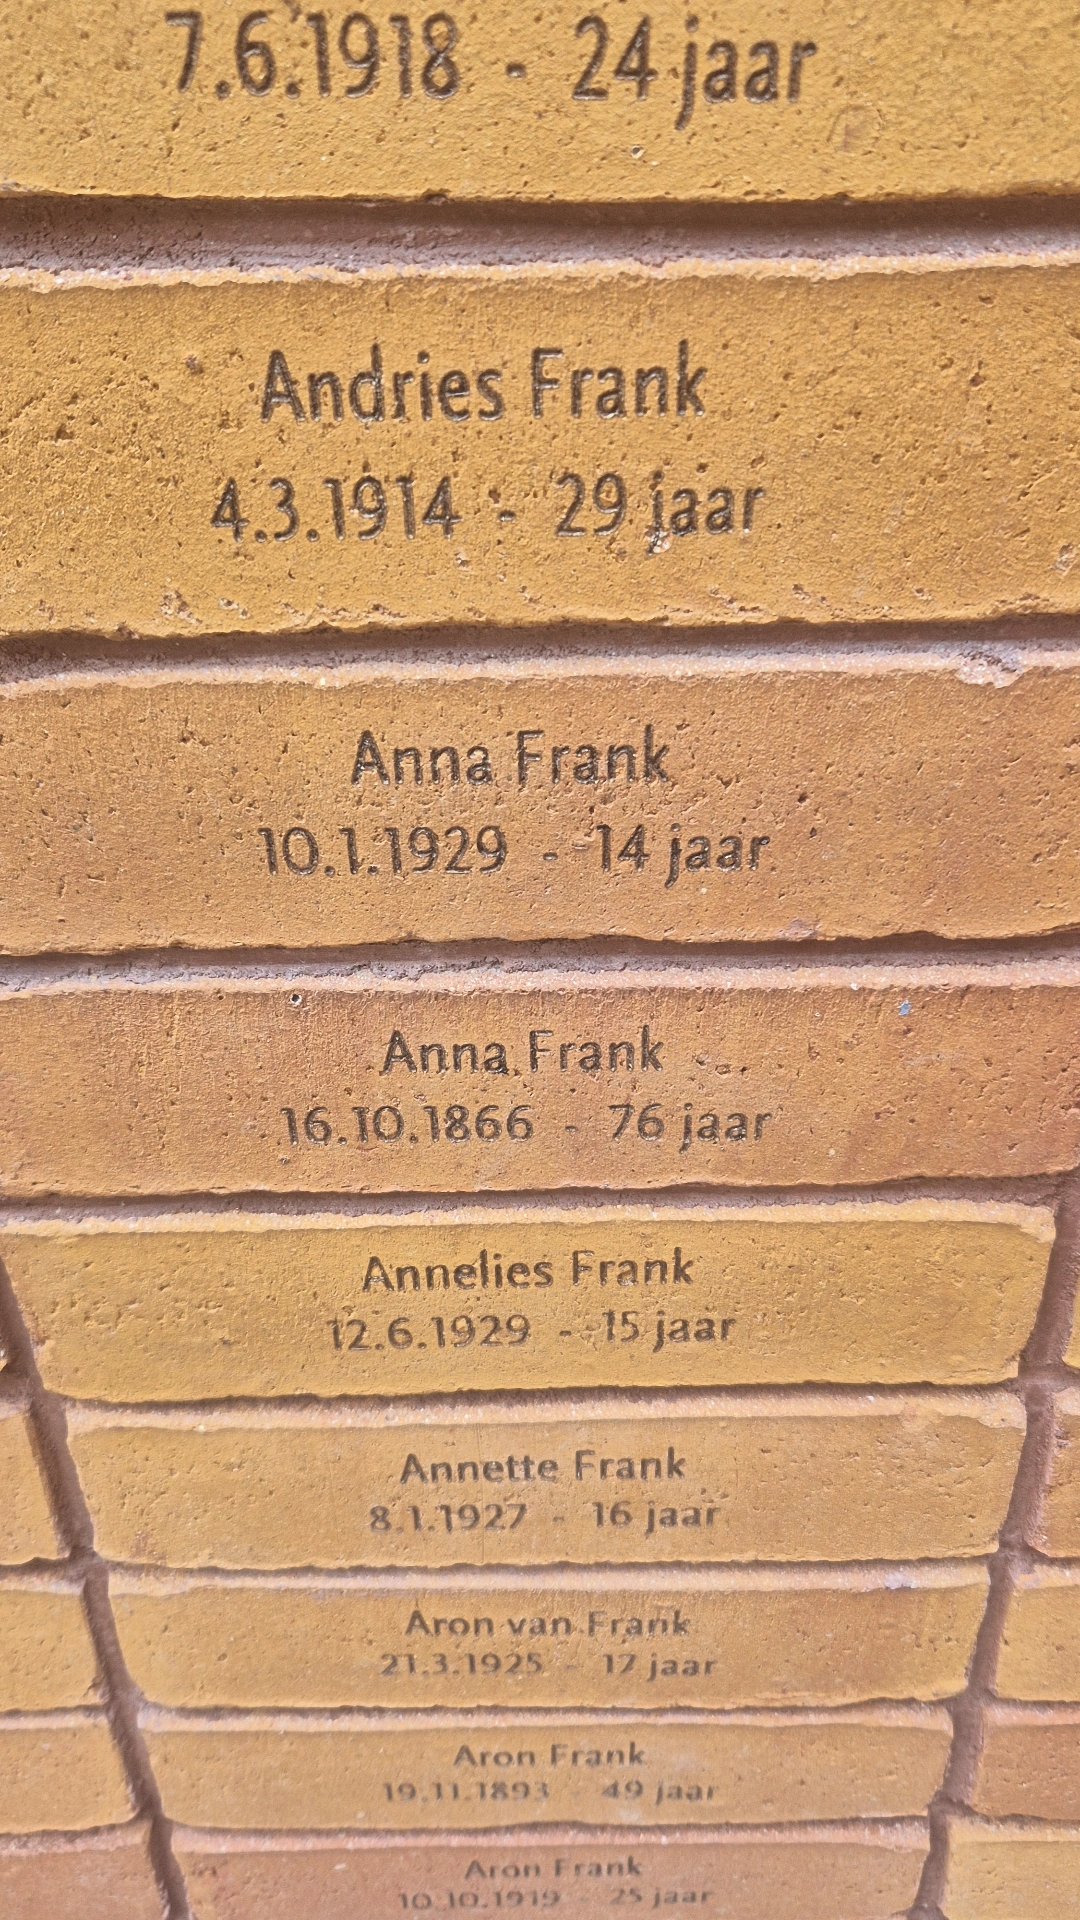 7.6.1918 - 24 jaar
Andries Frank
4.3.1914 - 29 jaar
Anna Frank
10.1.1929 - 14 jaar
Anna Frank
16.10.1866 - 76 jaar
Annelies Frank
12.6.1929 - 15 jaar
Annette Frank
8.1.1927 - 16 jaar
Aron van Frank
21.3.1925 - 17 jaar
Aron Frank
19.11.1893 - 49 jaar
Aron Frank
10.10.1919 - 25 jaar